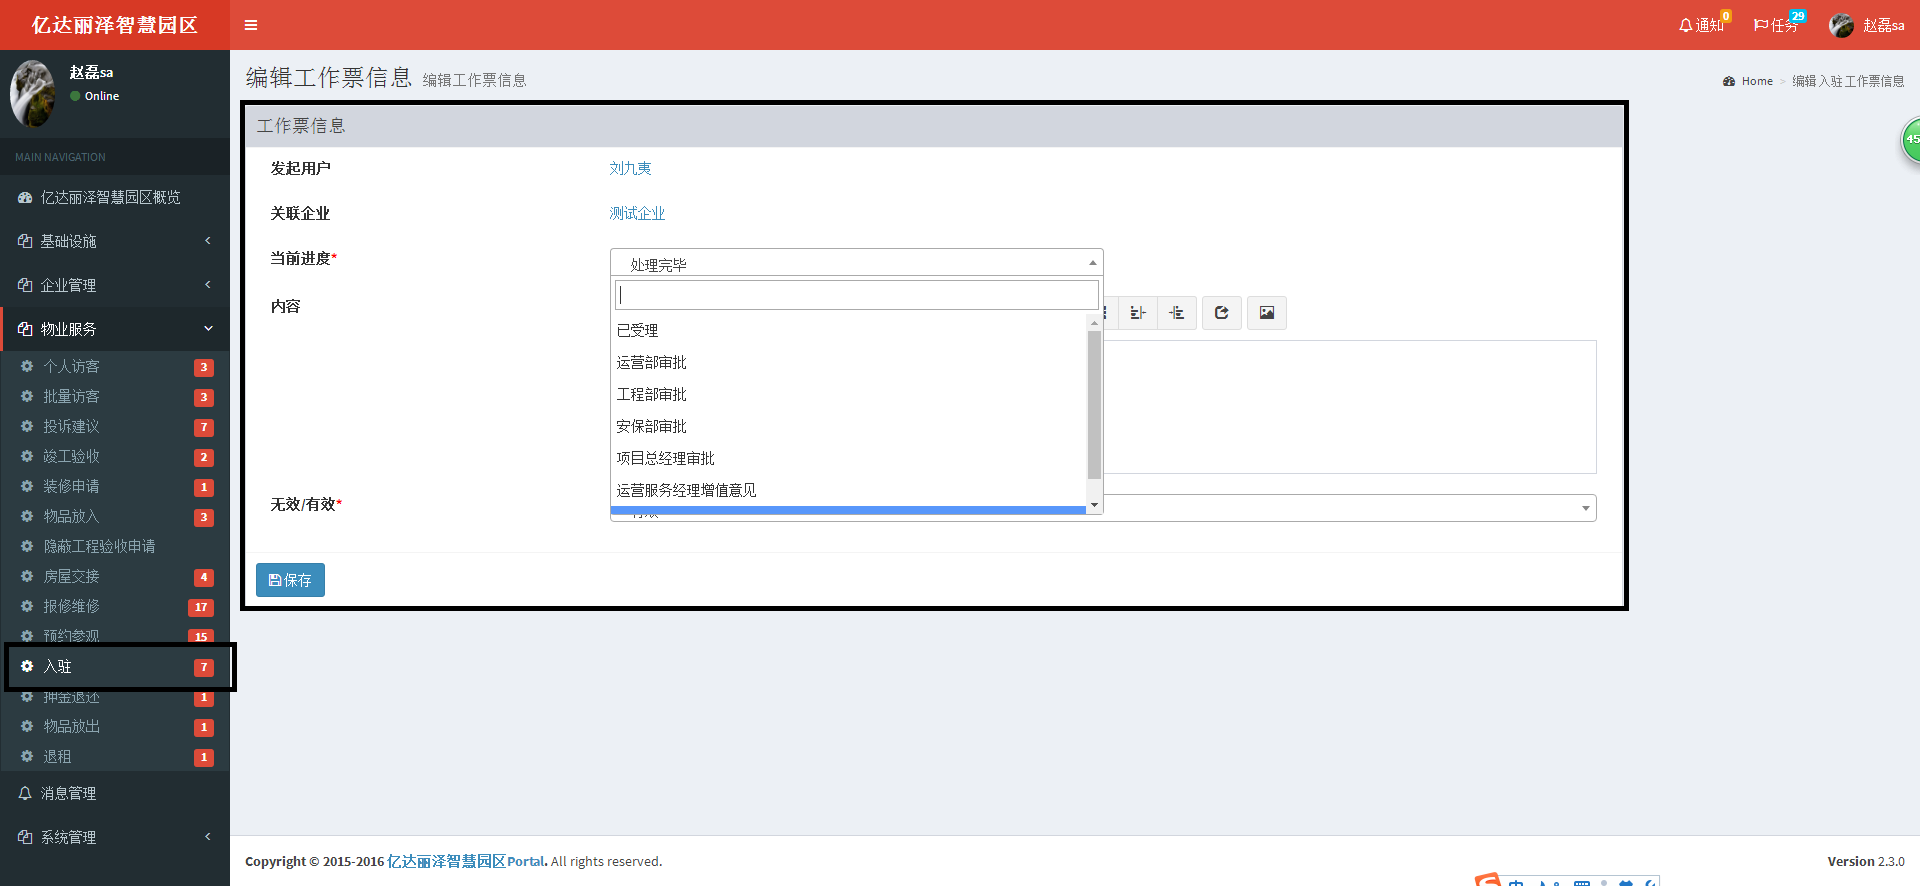 亿达丽泽智慧园区
通知 0
任务 29
赵磊sa
赵磊sa
Online
MAIN NAVIGATION
亿达丽泽智慧园区概览
基础设施
企业管理
物业服务
个人访客 3
批量访客 3
投诉建议 7
竣工验收 2
装修申请 1
物品放入 3
隐蔽工程验收申请
房屋交接 4
报修维修 17
预约参观 15
入驻 7
押金退还 1
物品放出 1
退租 1
消息管理
系统管理
编辑工作票信息 编辑工作票信息
Home > 编辑入驻工作票信息
45
工作票信息
发起用户 刘九夷
关联企业 测试企业
当前进度* 处理完毕
已受理
运营部审批
工程部审批
安保部审批
项目总经理审批
运营服务经理增值意见
内容
无效/有效*
保存
Copyright © 2015-2016 亿达丽泽智慧园区Portal. All rights reserved.
Version 2.3.0